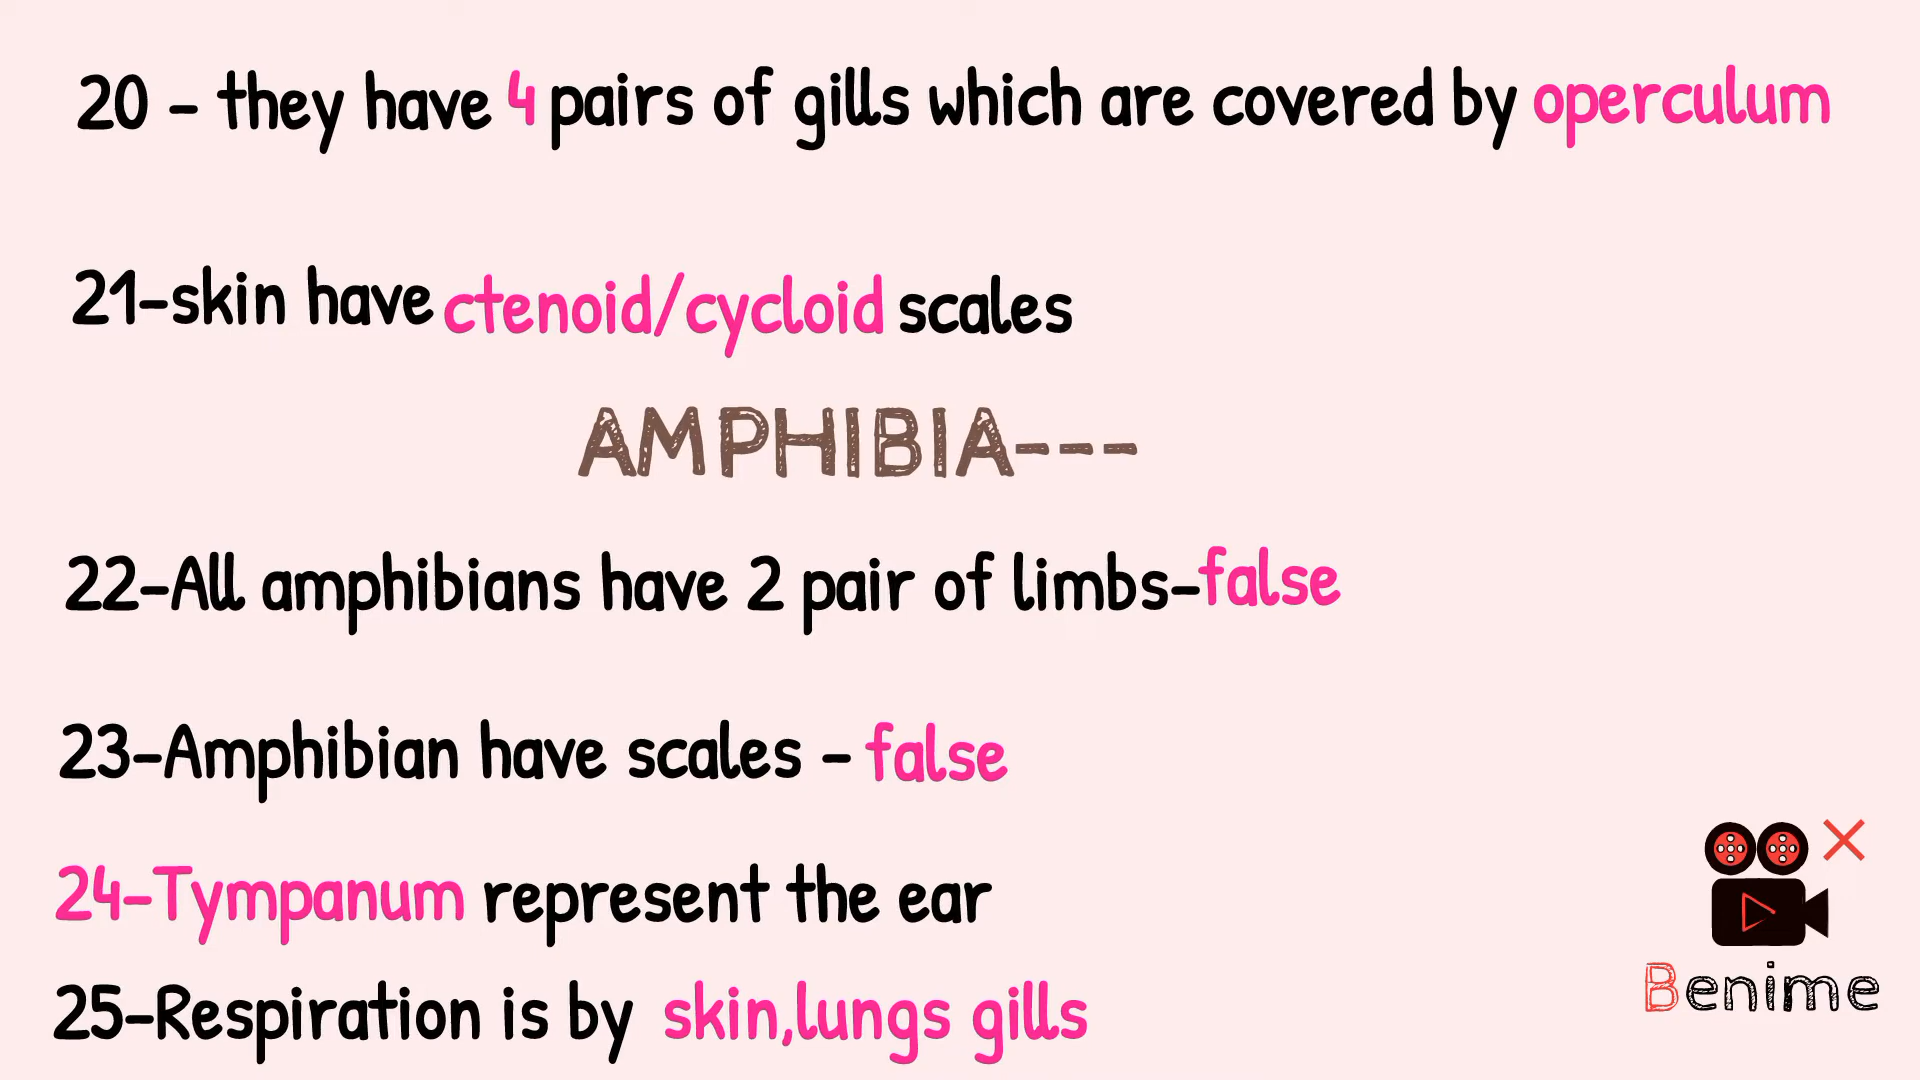 20 - they have 4 pairs of gills which are covered by operculum
21-skin have ctenoid/cycloid scales
AMPHIBIA---
22-All amphibians have 2 pair of limbs-false
23-Amphibian have scales - false
24-Tympanum represent the ear
25-Respiration is by skin,lungs gills
Benime